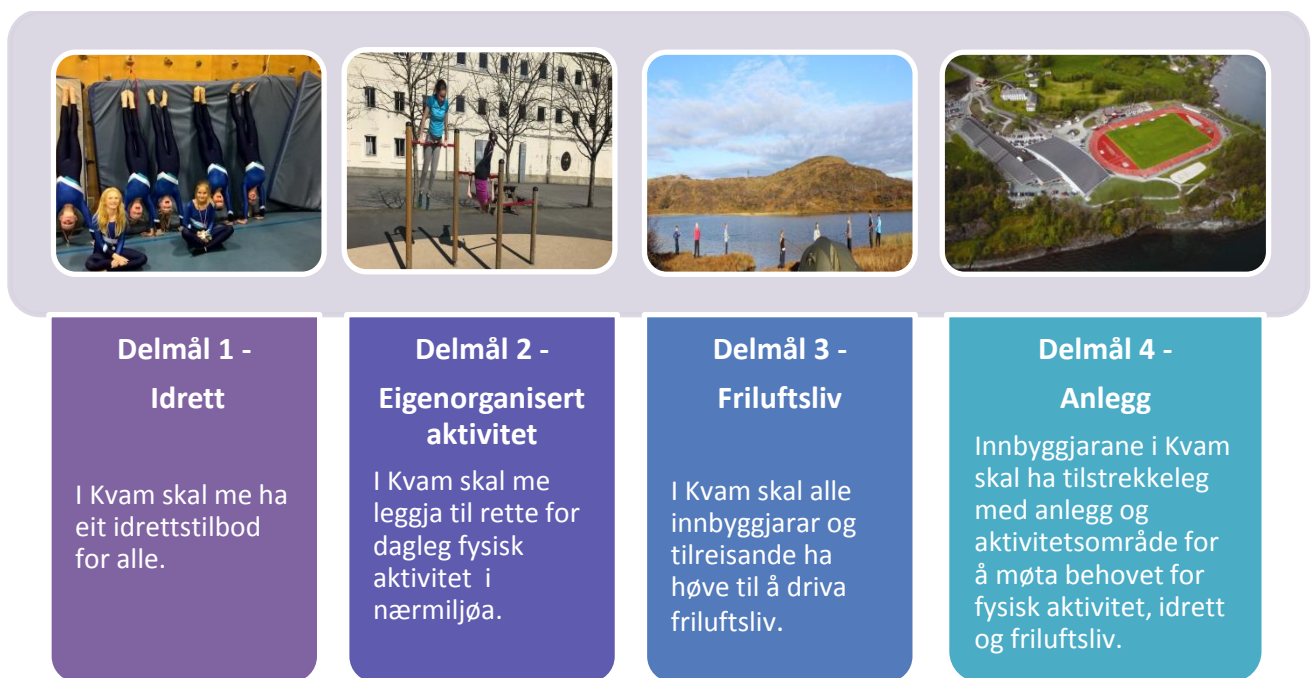 Delmål 1 -
Idrett
I Kvam skal me ha
eit idrettstilbod
for alle.
Delmål 2 -
Eigenorganisert
aktivitet
I Kvam skal me
leggja til rette for
dagleg fysisk
aktivitet i
nærmiljøa.
Delmål 3 -
Friluftsliv
I Kvam skal alle
innbyggjarar og
tilreisande ha
høve til å driva
friluftsliv.
Delmål 4 -
Anlegg
Innbyggjarane i Kvam
skal ha tilstrekkeleg
med anlegg og
aktivitetsområde for
å møta behovet for
fysisk aktivitet, idrett
og friluftsliv.